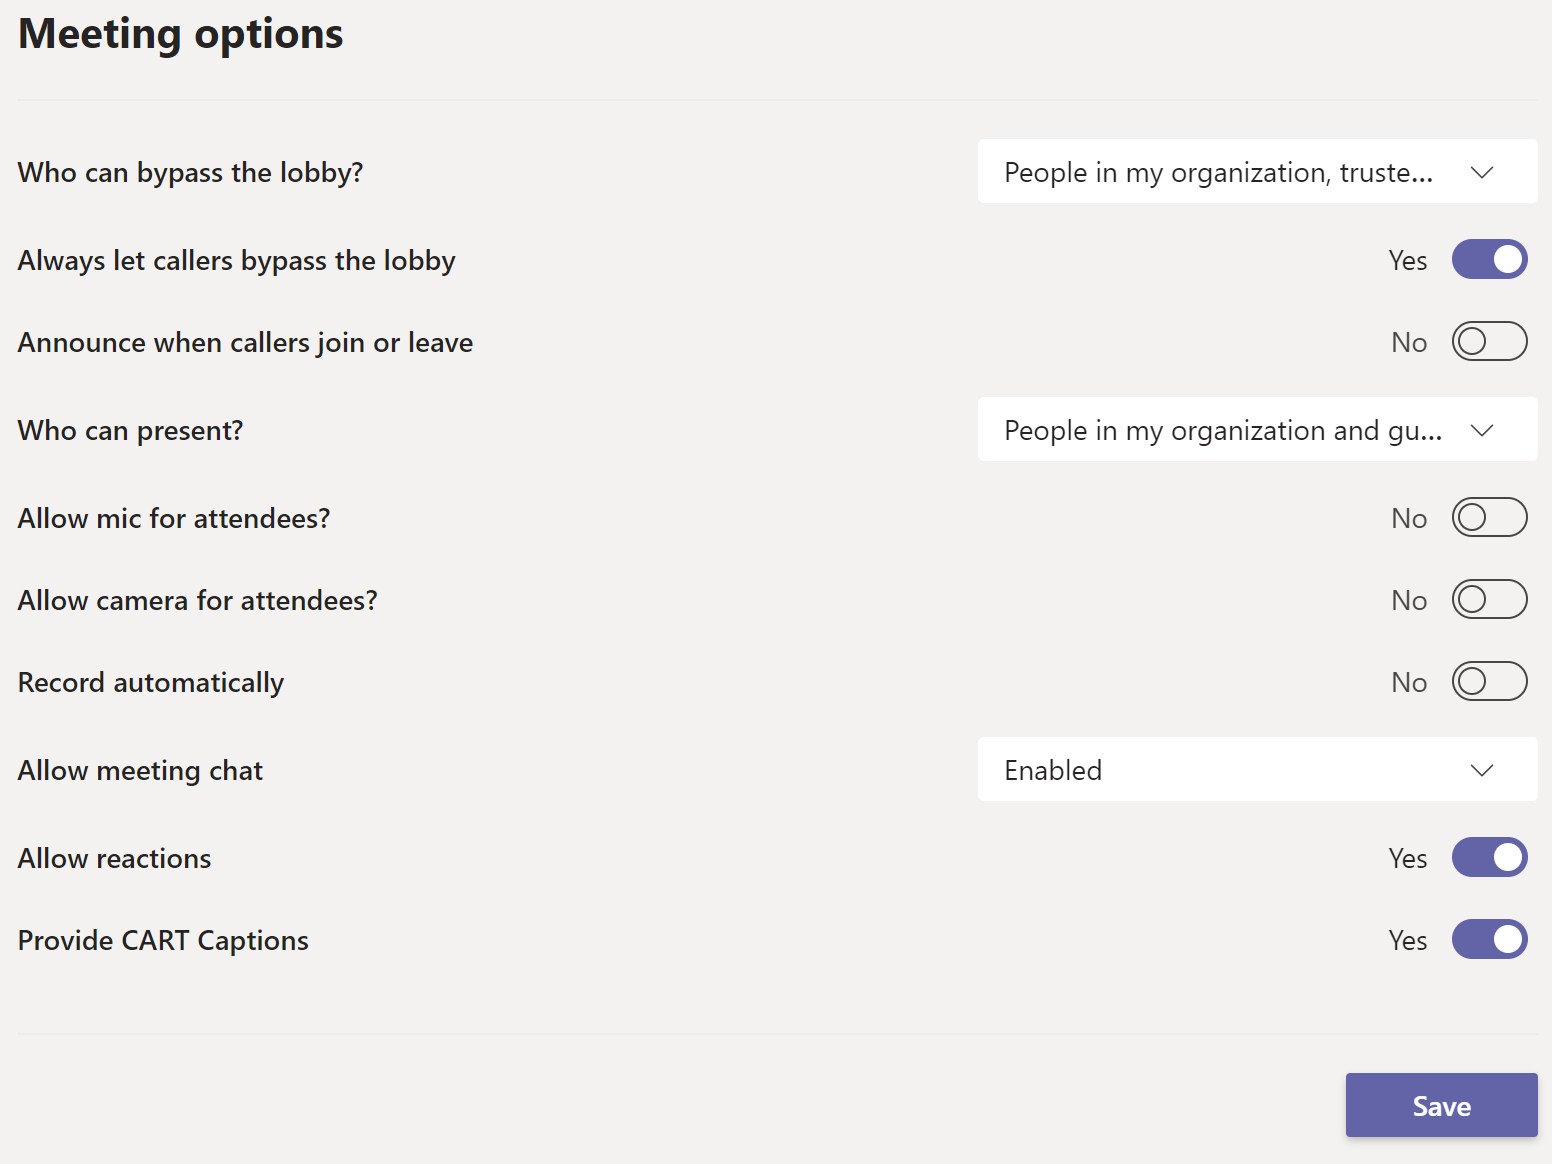 Meeting options
Who can bypass the lobby? People in my organization, truste...
Always let callers bypass the lobby Yes
Announce when callers join or leave No
Who can present? People in my organization and gu...
Allow mic for attendees? No
Allow camera for attendees? No
Record automatically No
Allow meeting chat Enabled
Allow reactions Yes
Provide CART Captions Yes
Save